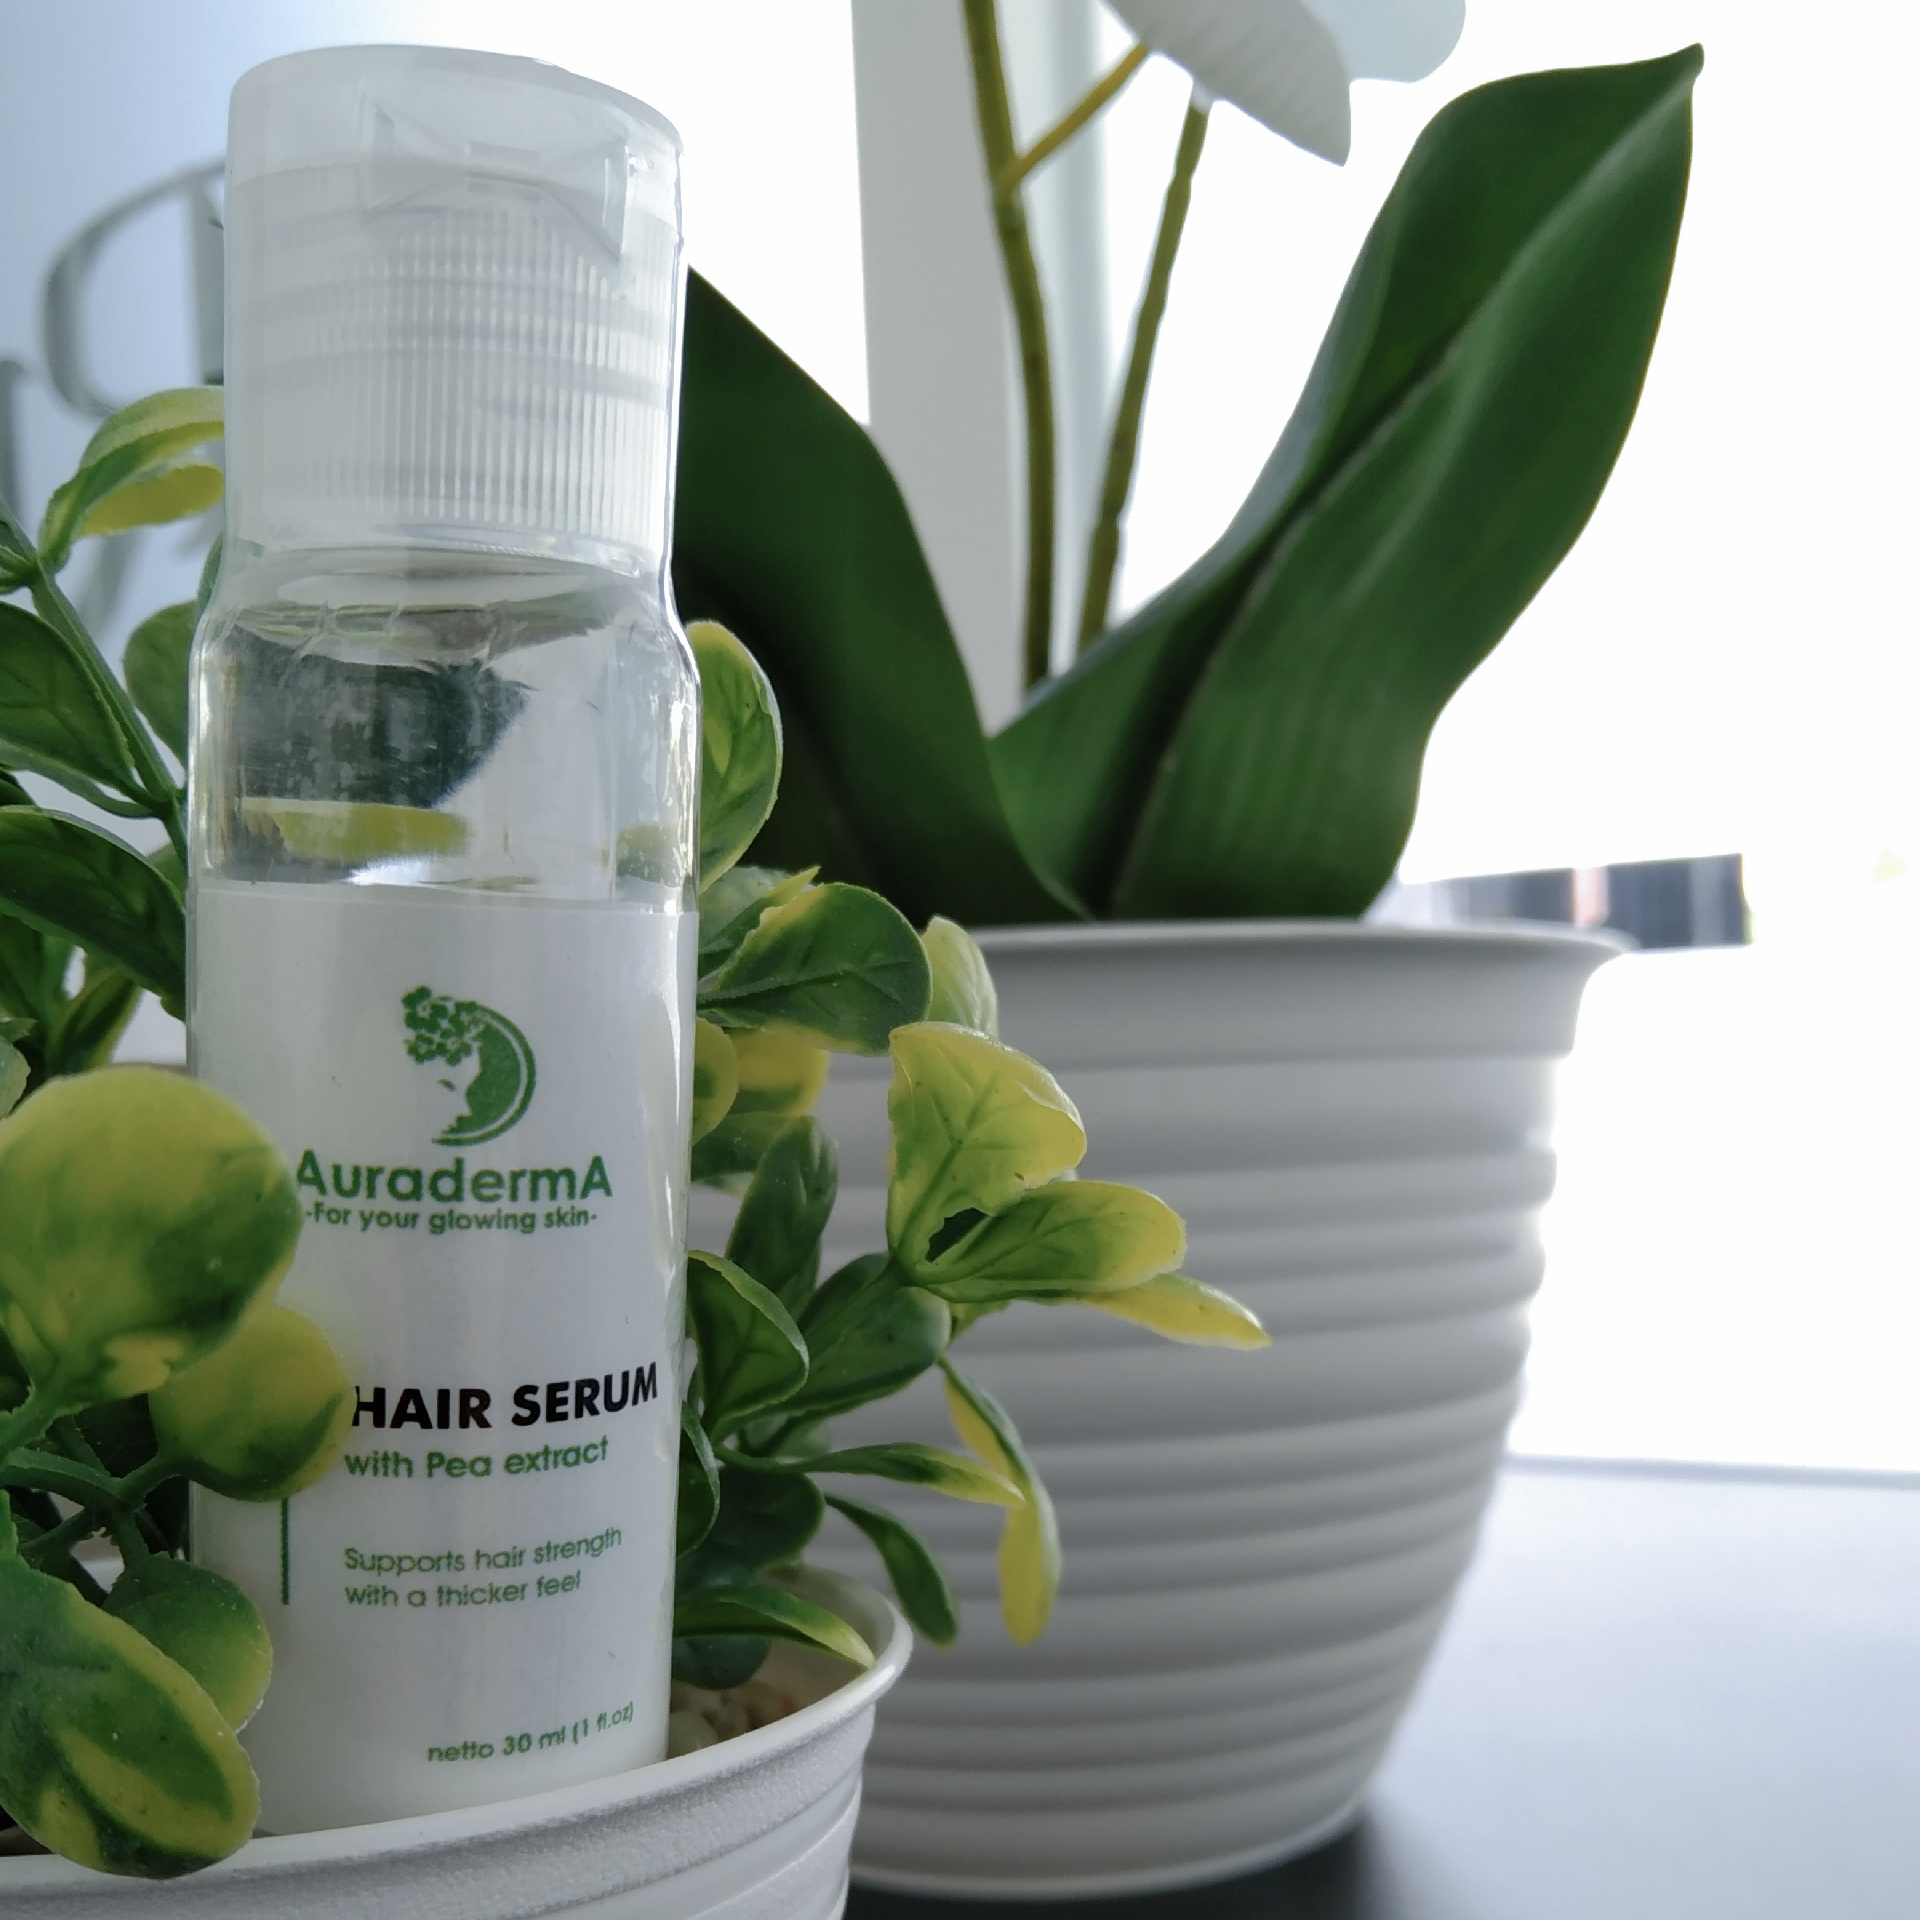 AuradermA
-For your glowing skin-
HAIR SERUM
with Pea extract
Supports hair strength
with a thicker feel
netto 30 ml (1 fl.oz)